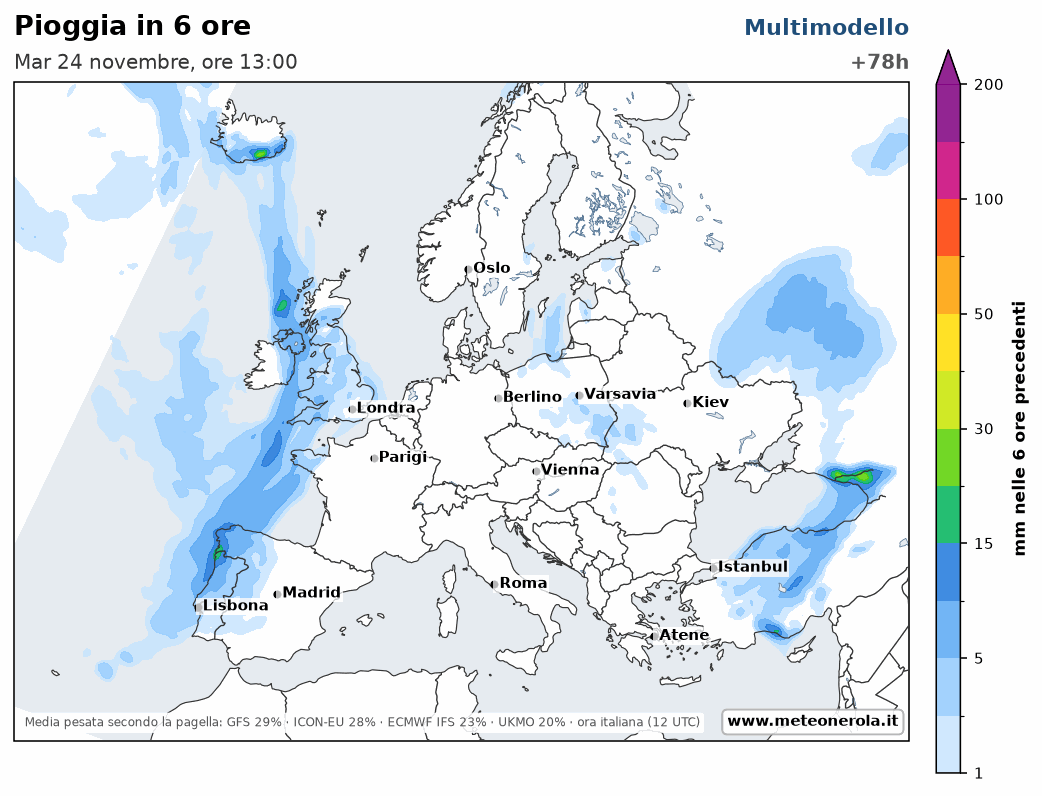 Pioggia in 6 ore
Multimodello
Mar 24 novembre, ore 13:00
+78h
200
100
50
30
15
5
1
mm nelle 6 ore precedenti
Oslo
Berlino
Varsavia
Kiev
Londra
Parigi
Vienna
Istanbul
Roma
Madrid
Lisbona
Atene
Media pesata secondo la pagella: GFS 29% · ICON-EU 28% · ECMWF IFS 23% · UKMO 20% · ora italiana (12 UTC)
www.meteonerola.it